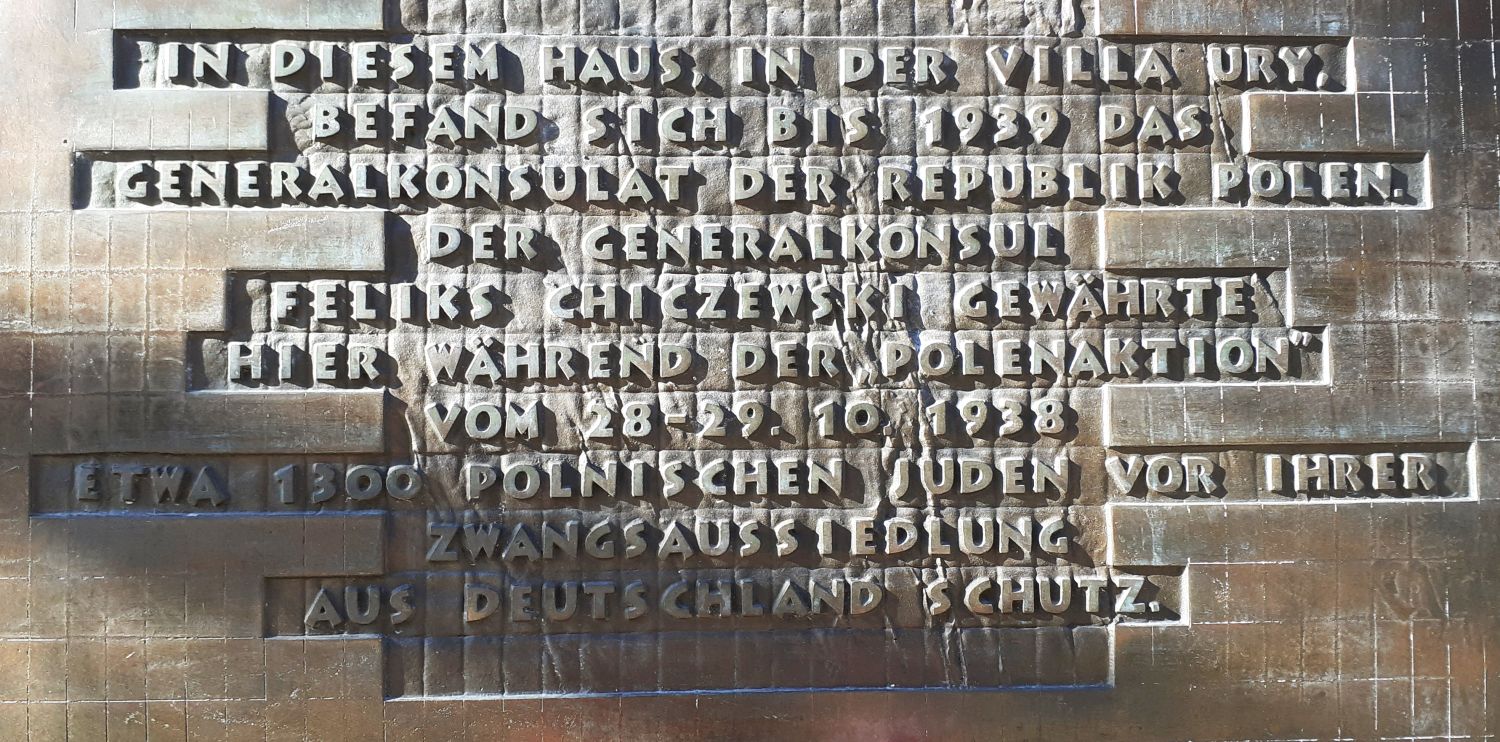 IN DIESEM HAUS, IN DER VILLA URY,
BEFAND SICH BIS 1939 DAS
GENERALKONSULAT DER REPUBLIK POLEN.
DER GENERALKONSUL
FELIKS CHICZEWSKI GEWÄHRTE
HIER WÄHREND DER „POLENAKTION"
VOM 28-29. 10. 1938
ETWA 1300 POLNISCHEN JUDEN VOR IHRER
ZWANGSAUSSIEDLUNG
AUS DEUTSCHLAND SCHUTZ.